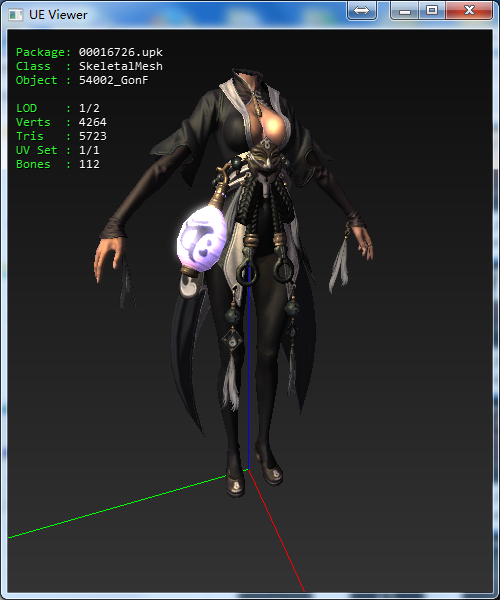 UE Viewer
Package: 00016726.upk
Class  : SkeletalMesh
Object : 54002_GonF
LOD    : 1/2
Verts  : 4264
Tris   : 5723
UV Set : 1/1
Bones  : 112